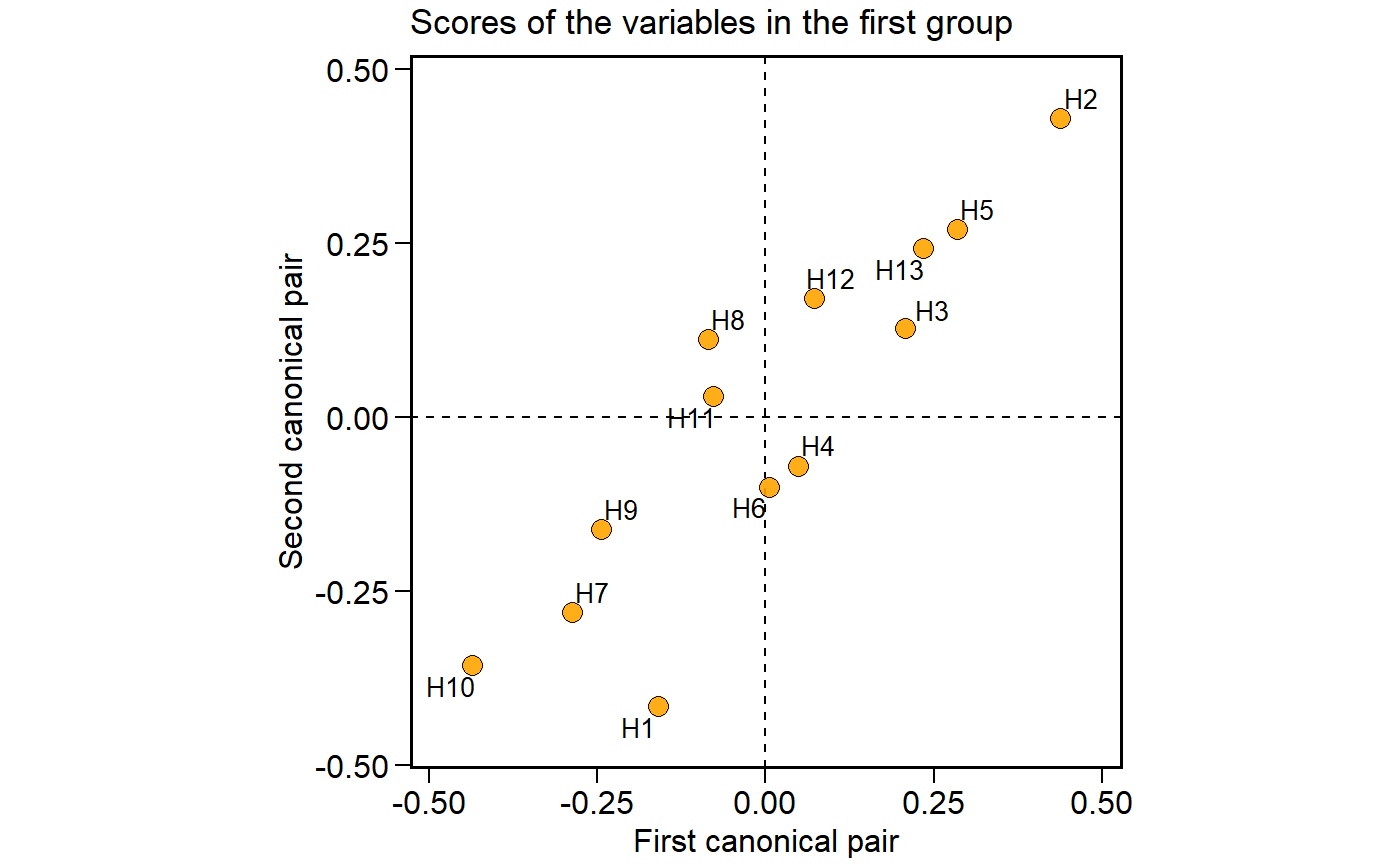 Scores of the variables in the first group
0.50
0.25
0.00
-0.25
-0.50
Second canonical pair
H2
H5
H13
H12
H3
H8
H11
H4
H6
H9
H7
H10
H1
-0.50 -0.25 0.00 0.25 0.50
First canonical pair